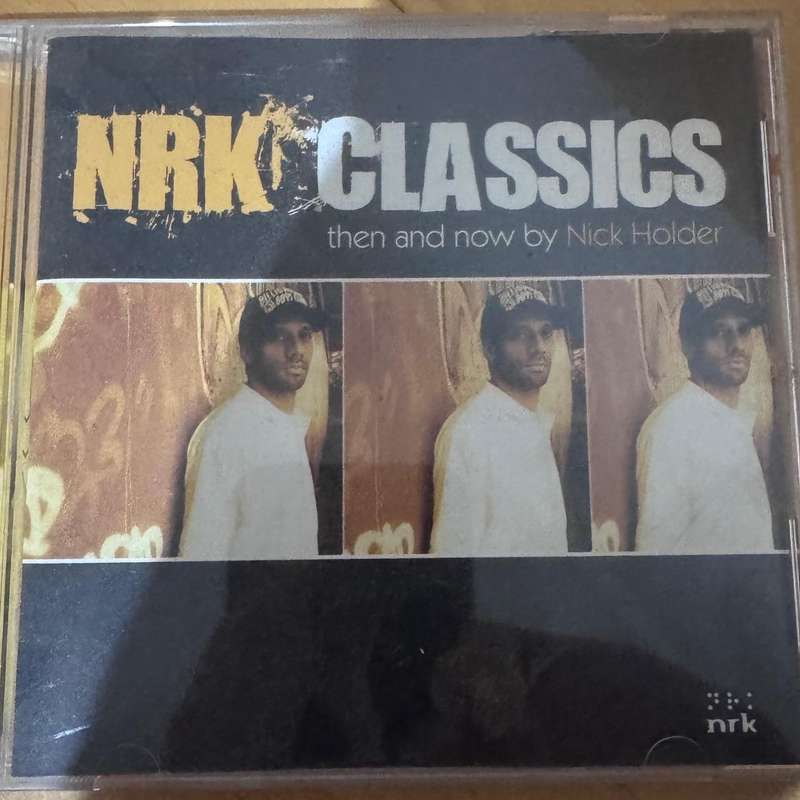 NRK CLASSICS
then and now by Nick Holder
nrk